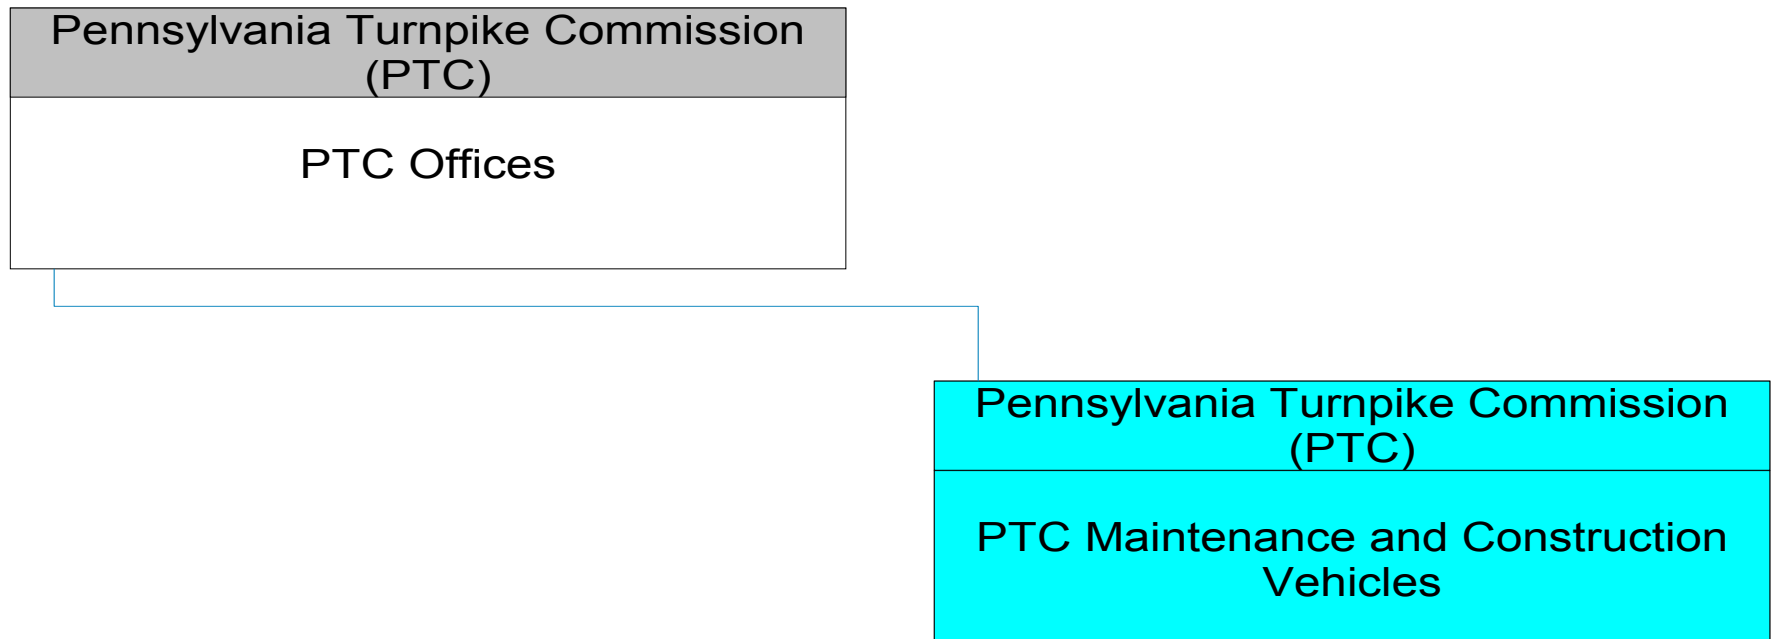 Pennsylvania Turnpike Commission
(PTC)
PTC Offices
Pennsylvania Turnpike Commission
(PTC)
PTC Maintenance and Construction
Vehicles